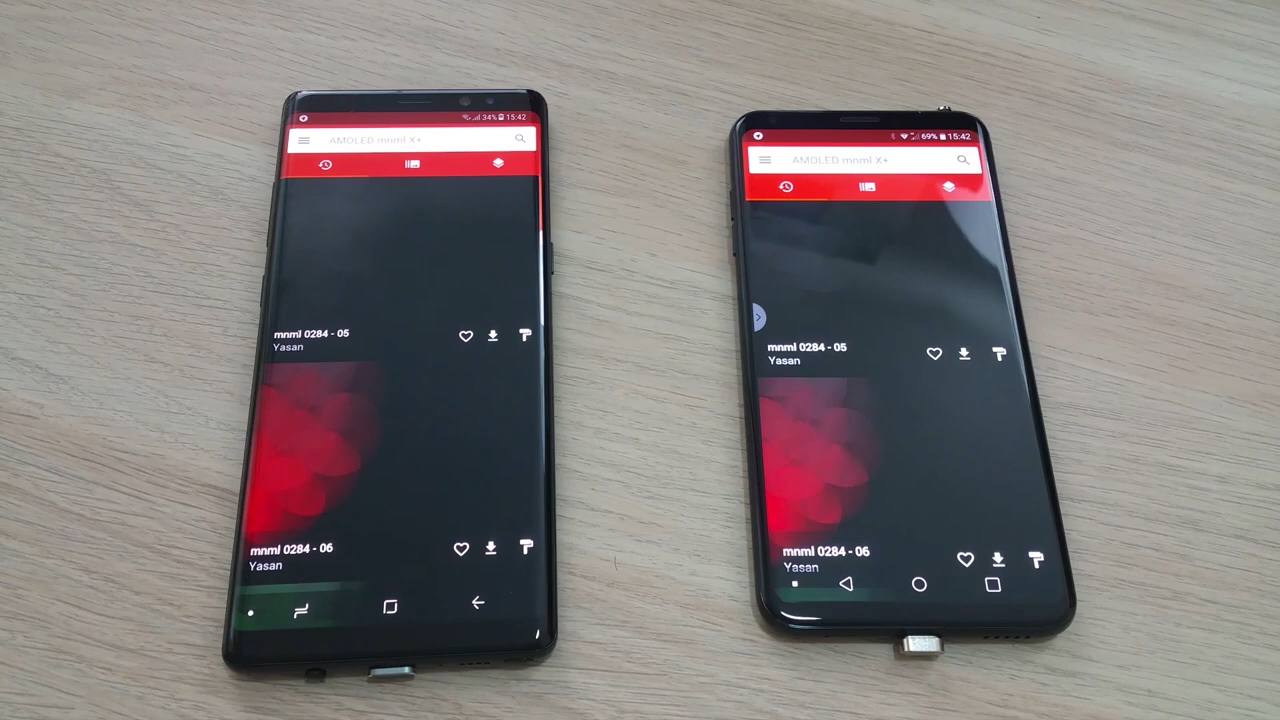 34% 15:42
AMOLED mnml X+
mnml 0284 - 05
Yasan
mnml 0284 - 06
Yasan
69% 15:42
AMOLED mnml X+
mnml 0284 - 05
Yasan
mnml 0284 - 06
Yasan